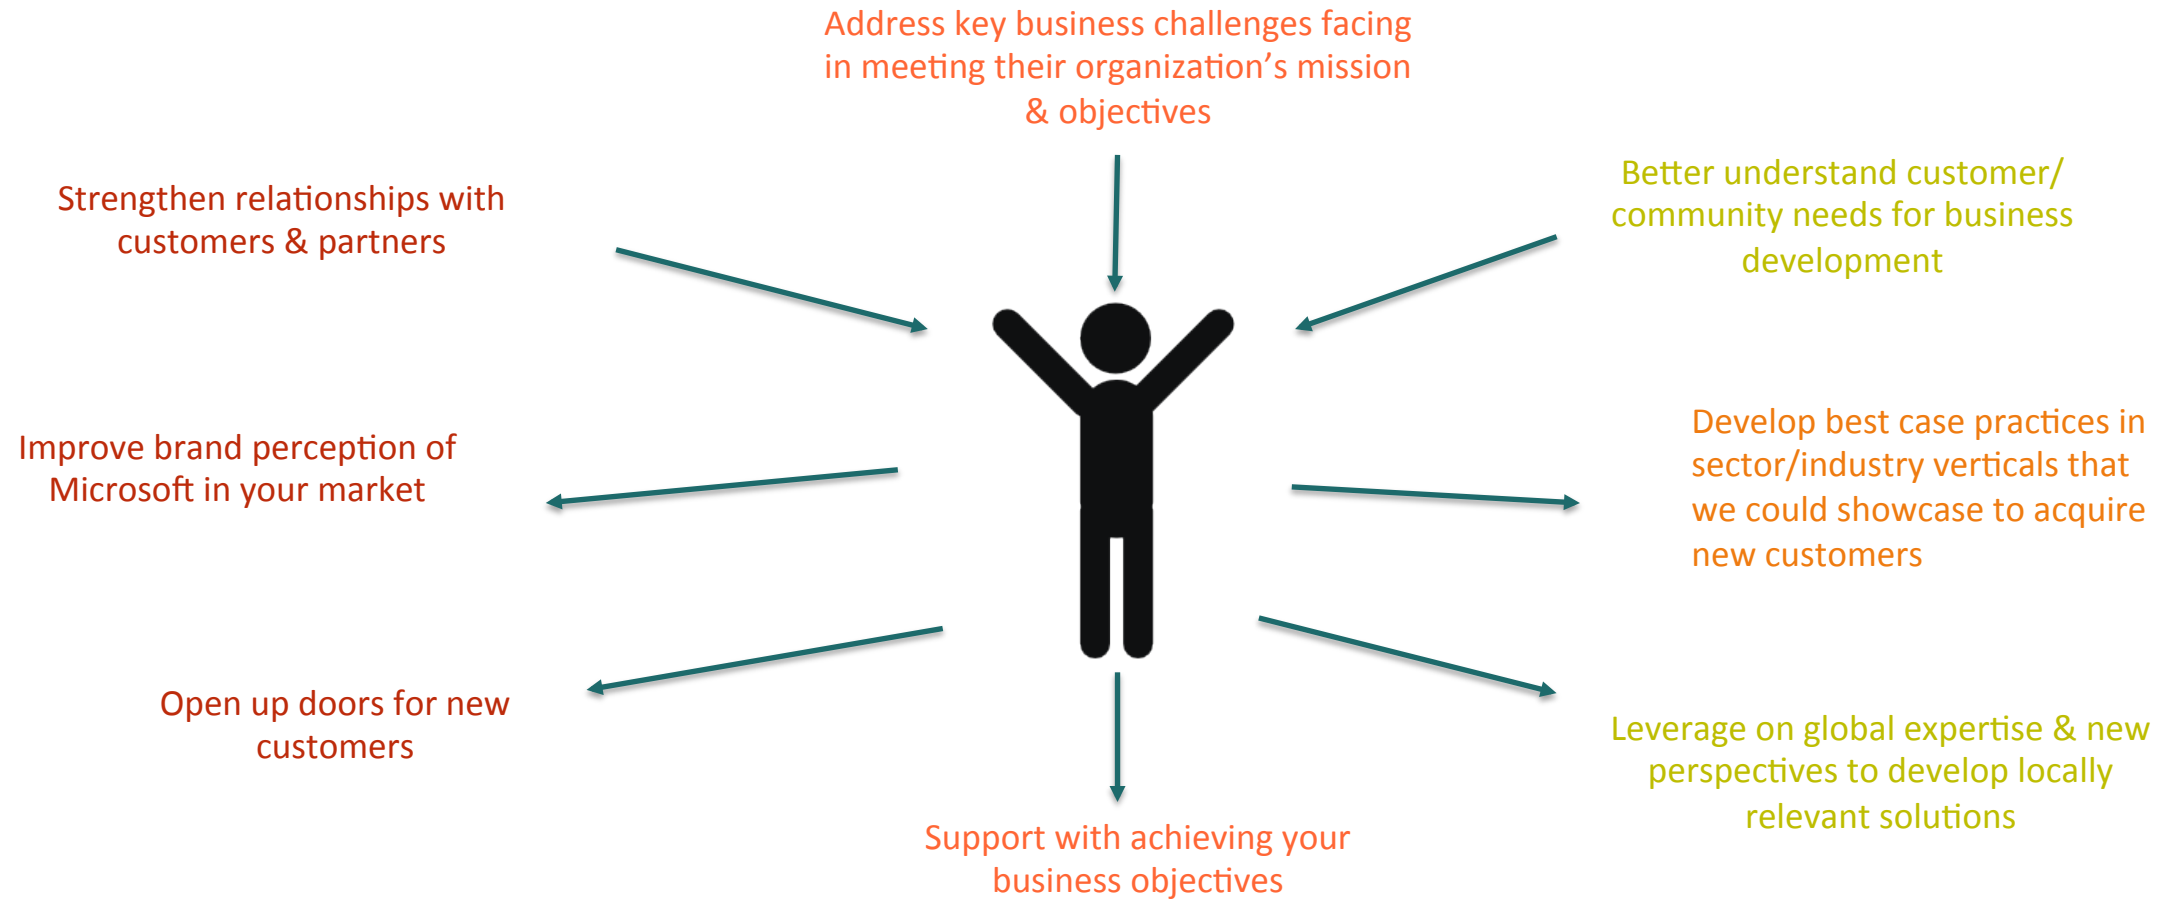 Address key business challenges facing
in meeting their organization’s mission
& objectives
Strengthen relationships with
customers & partners
Better understand customer/
community needs for business
development
Improve brand perception of
Microsoft in your market
Develop best case practices in
sector/industry verticals that
we could showcase to acquire
new customers
Open up doors for new
customers
Leverage on global expertise & new
perspectives to develop locally
relevant solutions
Support with achieving your
business objectives